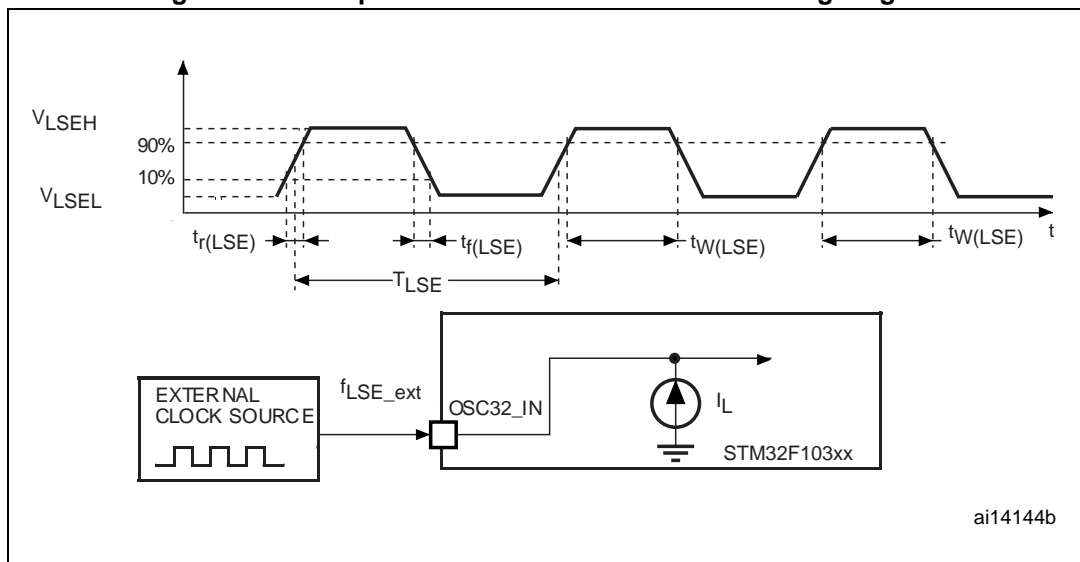 VLSEH
90%
10%
VLSEL
tr(LSE)
tf(LSE)
tW(LSE)
tW(LSE)
t
TLSE
EXTERNAL
CLOCK SOURCE
fLSE_ext
OSC32_IN
IL
STM32F103xx
ai14144b